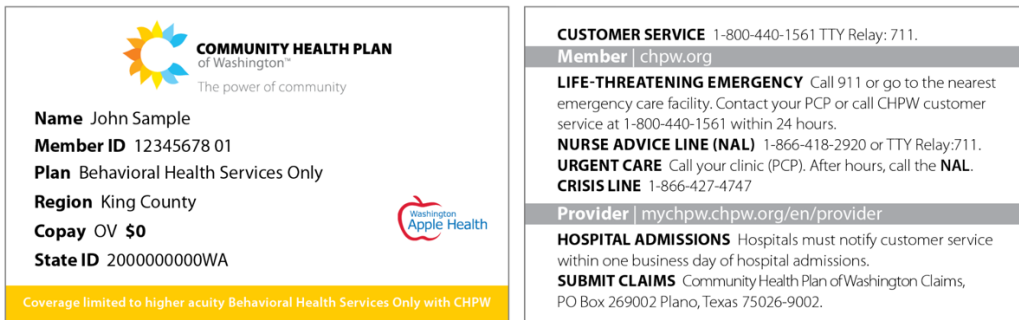 COMMUNITY HEALTH PLAN
of Washington™
The power of community
Name John Sample
Member ID 12345678 01
Plan Behavioral Health Services Only
Region King County
Copay OV $0
State ID 2000000000WA
Washington
Apple Health
Coverage limited to higher acuity Behavioral Health Services Only with CHPW
CUSTOMER SERVICE 1-800-440-1561 TTY Relay: 711.
Member | chpw.org
LIFE-THREATENING EMERGENCY Call 911 or go to the nearest
emergency care facility. Contact your PCP or call CHPW customer
service at 1-800-440-1561 within 24 hours.
NURSE ADVICE LINE (NAL) 1-866-418-2920 or TTY Relay:711.
URGENT CARE Call your clinic (PCP). After hours, call the NAL.
CRISIS LINE 1-866-427-4747
Provider | mychpw.chpw.org/en/provider
HOSPITAL ADMISSIONS Hospitals must notify customer service
within one business day of hospital admissions.
SUBMIT CLAIMS Community Health Plan of Washington Claims,
PO Box 269002 Plano, Texas 75026-9002.